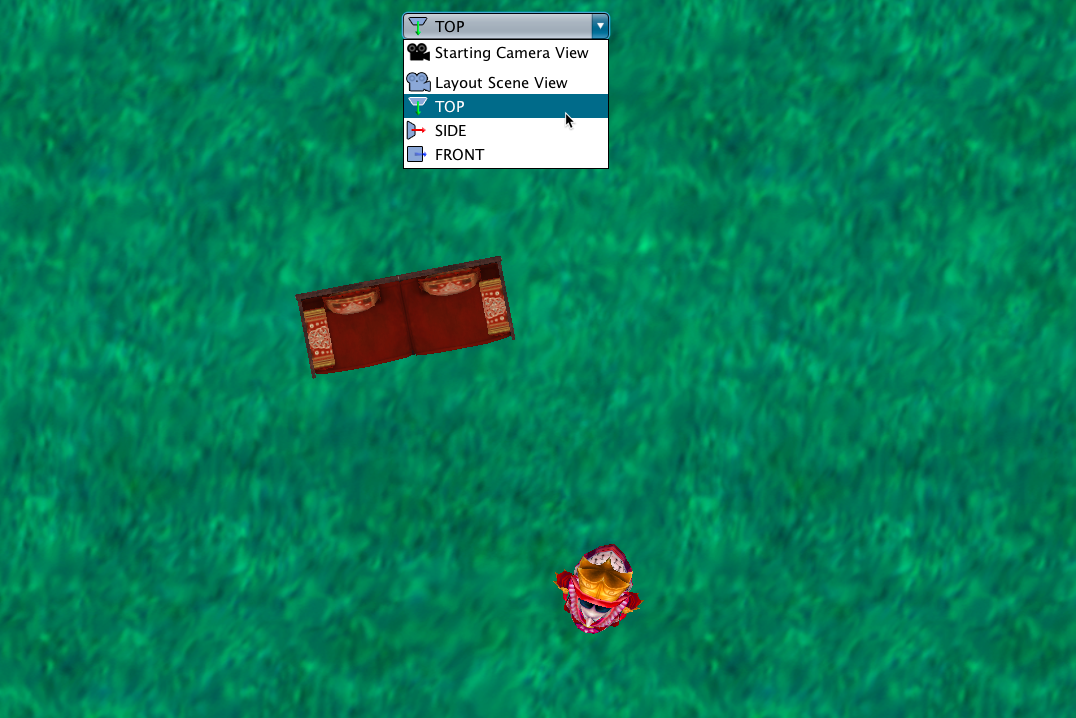 TOP
Starting Camera View
Layout Scene View
TOP
SIDE
FRONT